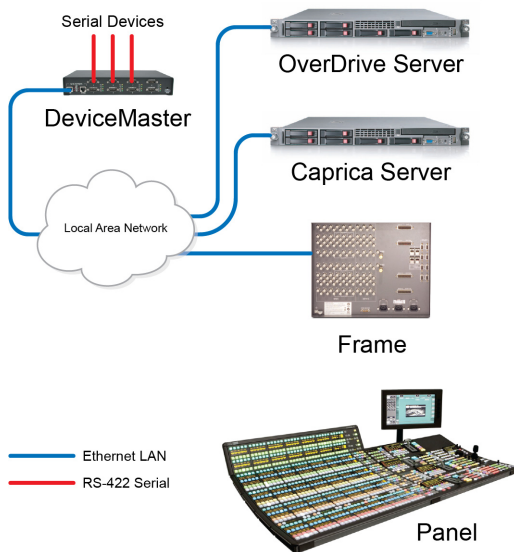 Serial Devices
OverDrive Server
DeviceMaster
Caprica Server
Local Area Network
Frame
Ethernet LAN
RS-422 Serial
Panel